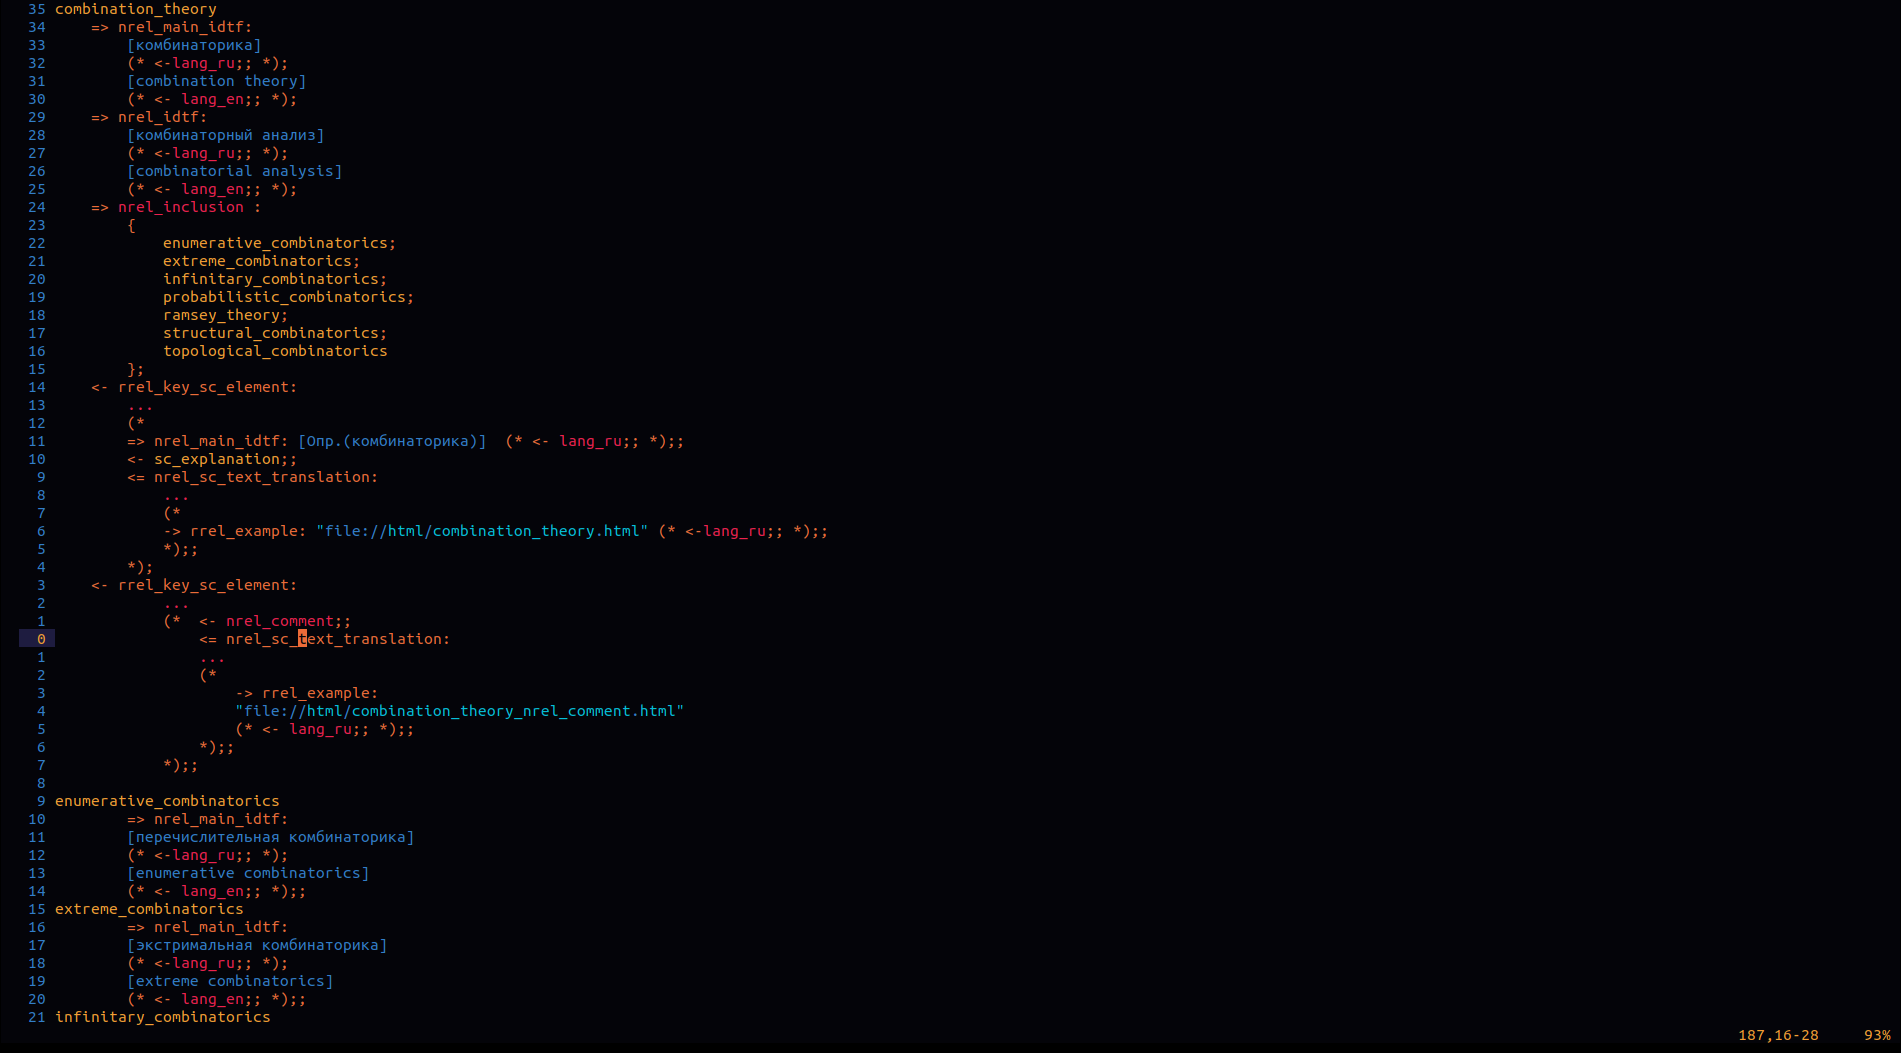 35 combination_theory
34     => nrel_main_idtf:
33         [комбинаторика]
32         (* <-lang_ru;; *);
31         [combination theory]
30         (* <- lang_en;; *);
29     => nrel_idtf:
28         [комбинаторный анализ]
27         (* <-lang_ru;; *);
26         [combinatorial analysis]
25         (* <- lang_en;; *);
24     => nrel_inclusion :
23         {
22             enumerative_combinatorics;
21             extreme_combinatorics;
20             infinitary_combinatorics;
19             probabilistic_combinatorics;
18             ramsey_theory;
17             structural_combinatorics;
16             topological_combinatorics
15         };
14     <- rrel_key_sc_element:
13         ...
12         (*
11         => nrel_main_idtf: [Опр.(комбинаторика)]  (* <- lang_ru;; *);;
10         <- sc_explanation;;
9         <= nrel_sc_text_translation:
8             ...
7             (*
6             -> rrel_example: "file://html/combination_theory.html" (* <-lang_ru;; *);;
5             *);;
4         *);
3     <- rrel_key_sc_element:
2             ...
1             (*  <- nrel_comment;;
0                 <= nrel_sc_text_translation:
1                 ...
2                 (*
3                     -> rrel_example:
4                     "file://html/combination_theory_nrel_comment.html"
5                     (* <- lang_ru;; *);;
6                 *);;
7             *);;
8
9 enumerative_combinatorics
10         => nrel_main_idtf:
11         [перечислительная комбинаторика]
12         (* <-lang_ru;; *);
13         [enumerative combinatorics]
14         (* <- lang_en;; *);;
15 extreme_combinatorics
16         => nrel_main_idtf:
17         [экстримальная комбинаторика]
18         (* <-lang_ru;; *);
19         [extreme combinatorics]
20         (* <- lang_en;; *);;
21 infinitary_combinatorics
187,16-28     93%